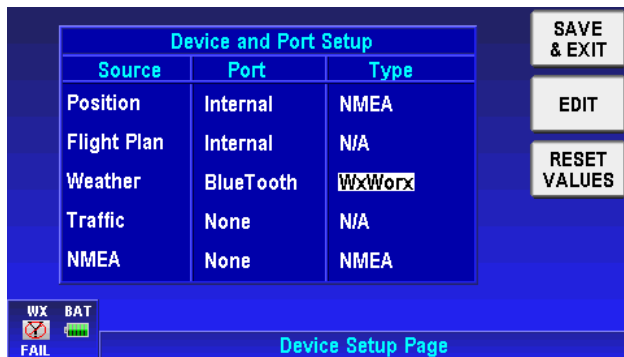 Device and Port Setup
Source Port Type
Position Internal NMEA
Flight Plan Internal N/A
Weather BlueTooth WxWorx
Traffic None N/A
NMEA None NMEA
SAVE
& EXIT
EDIT
RESET
VALUES
WX BAT
FAIL
Device Setup Page